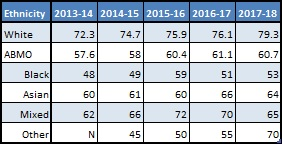 Ethnicity 2013-14 2014-15 2015-16 2016-17 2017-18
White 72.3 74.7 75.9 76.1 79.3
ABMO 57.6 58 60.4 61.1 60.7
Black 48 49 59 51 53
Asian 60 61 60 66 64
Mixed 62 66 72 70 65
Other N 45 50 55 70